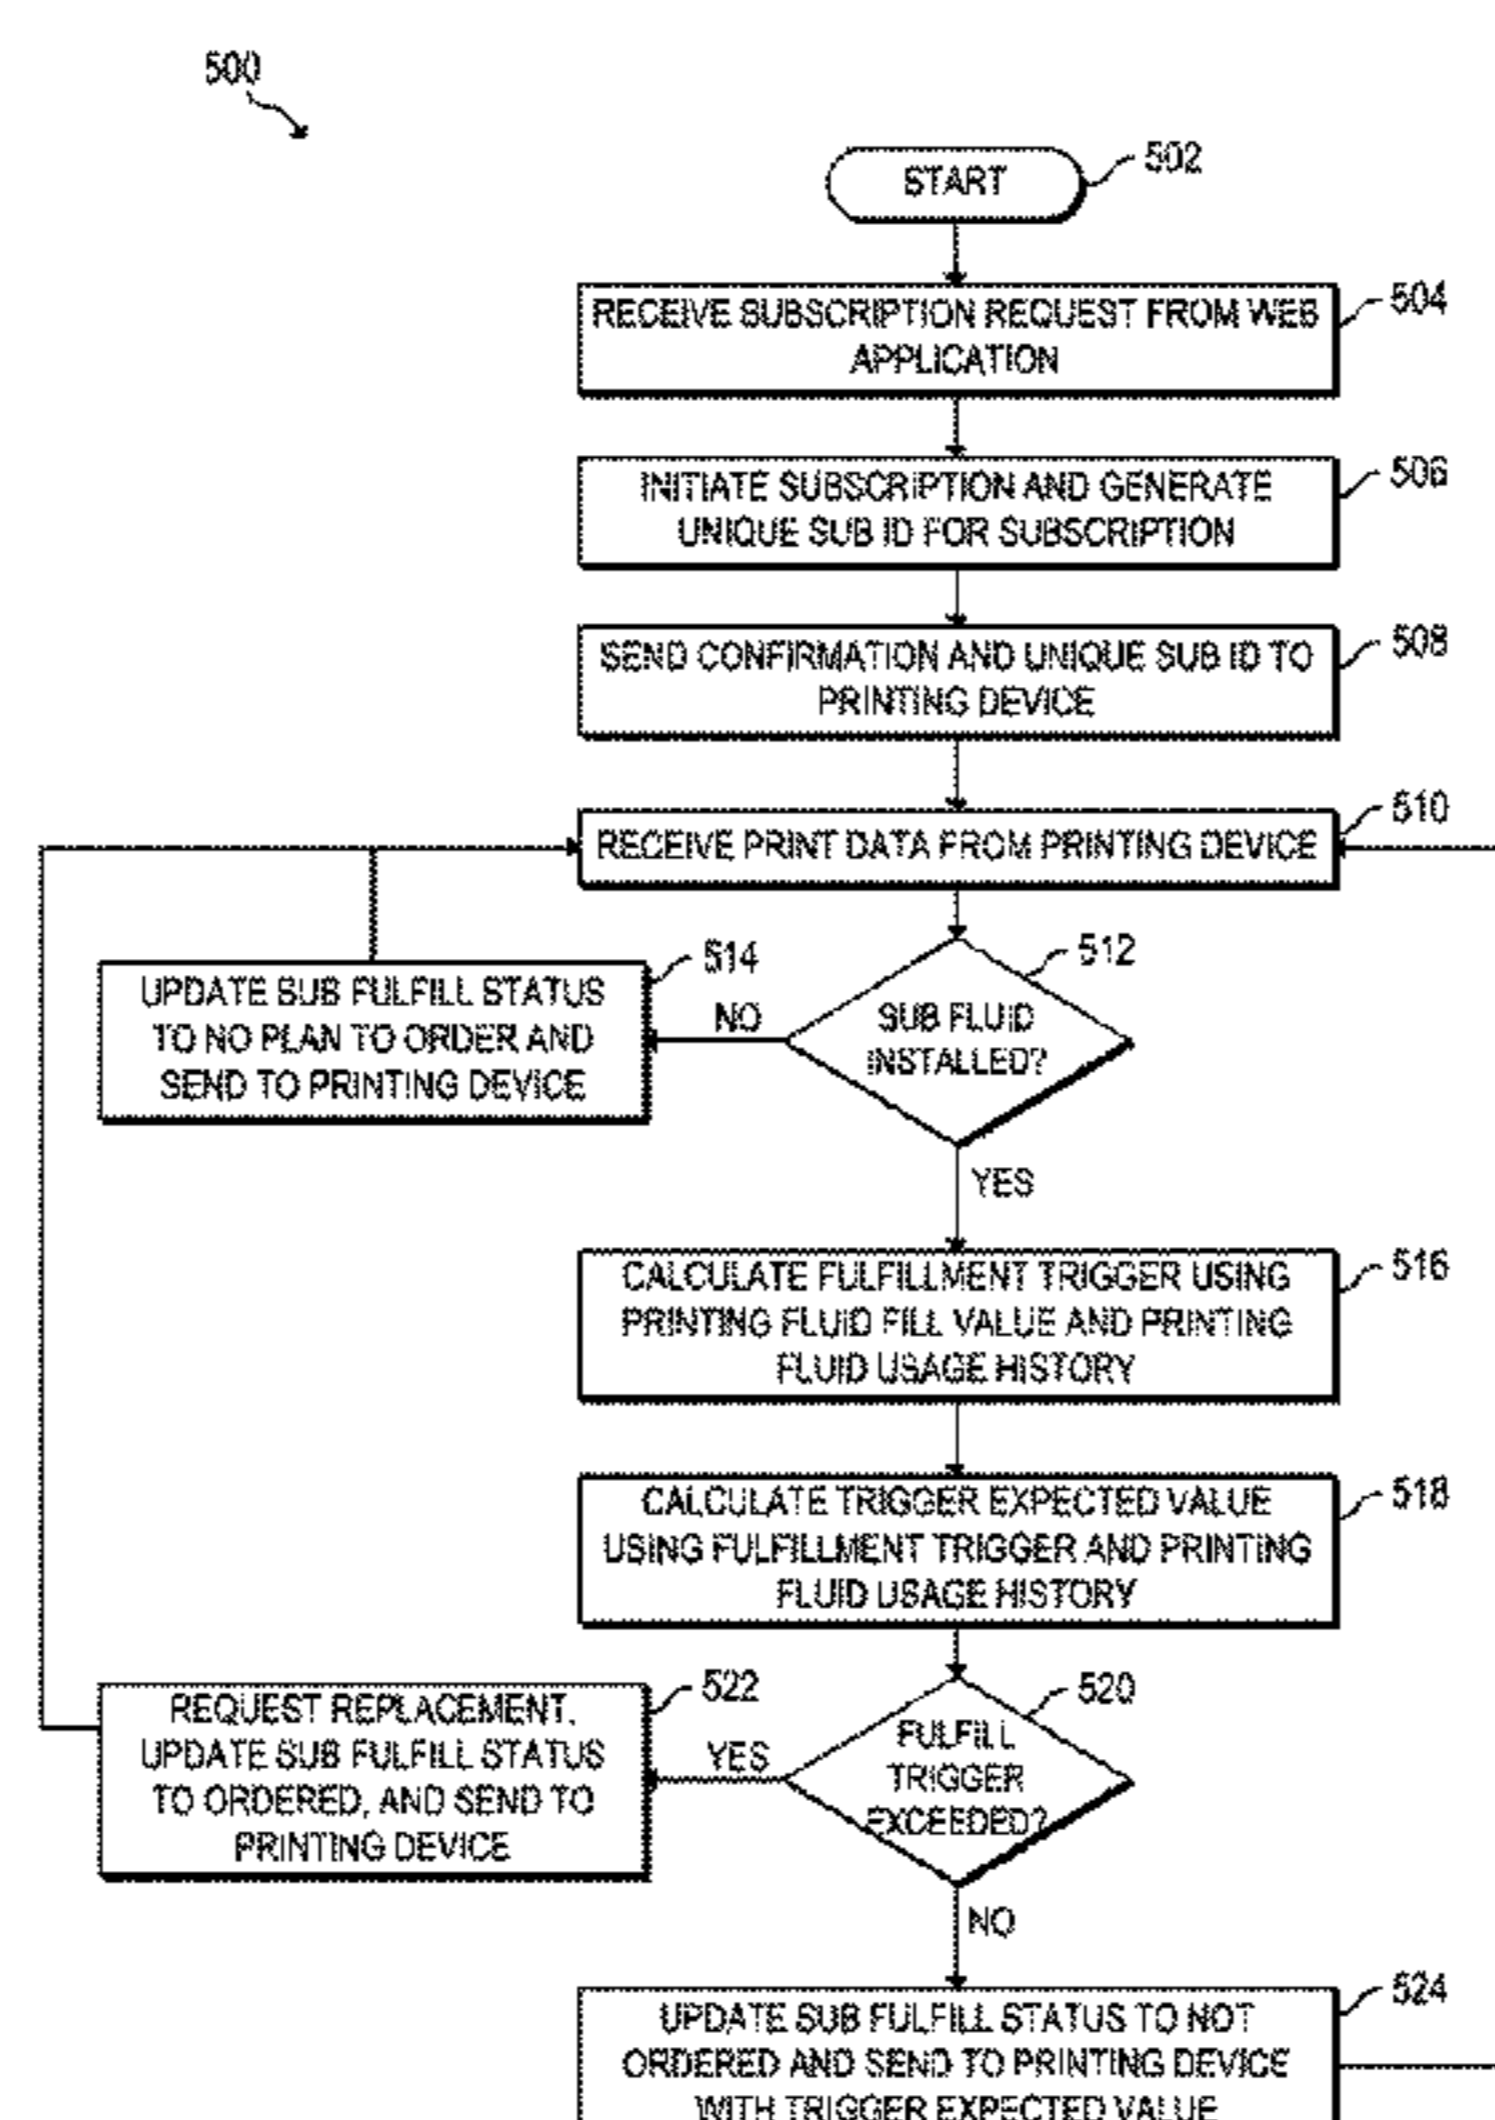 500
START
502
RECEIVE SUBSCRIPTION REQUEST FROM WEB
APPLICATION
504
INITIATE SUBSCRIPTION AND GENERATE
UNIQUE SUB ID FOR SUBSCRIPTION
506
SEND CONFIRMATION AND UNIQUE SUB ID TO
PRINTING DEVICE
508
RECEIVE PRINT DATA FROM PRINTING DEVICE
510
SUB FLUID
INSTALLED?
512
NO
UPDATE SUB FULFILL STATUS
TO NO PLAN TO ORDER AND
SEND TO PRINTING DEVICE
514
YES
CALCULATE FULFILLMENT TRIGGER USING
PRINTING FLUID FILL VALUE AND PRINTING
FLUID USAGE HISTORY
516
CALCULATE TRIGGER EXPECTED VALUE
USING FULFILLMENT TRIGGER AND PRINTING
FLUID USAGE HISTORY
518
FULFILL
TRIGGER
EXCEEDED?
520
YES
REQUEST REPLACEMENT,
UPDATE SUB FULFILL STATUS
TO ORDERED, AND SEND TO
PRINTING DEVICE
522
NO
UPDATE SUB FULFILL STATUS TO NOT
ORDERED AND SEND TO PRINTING DEVICE
WITH TRIGGER EXPECTED VALUE
524